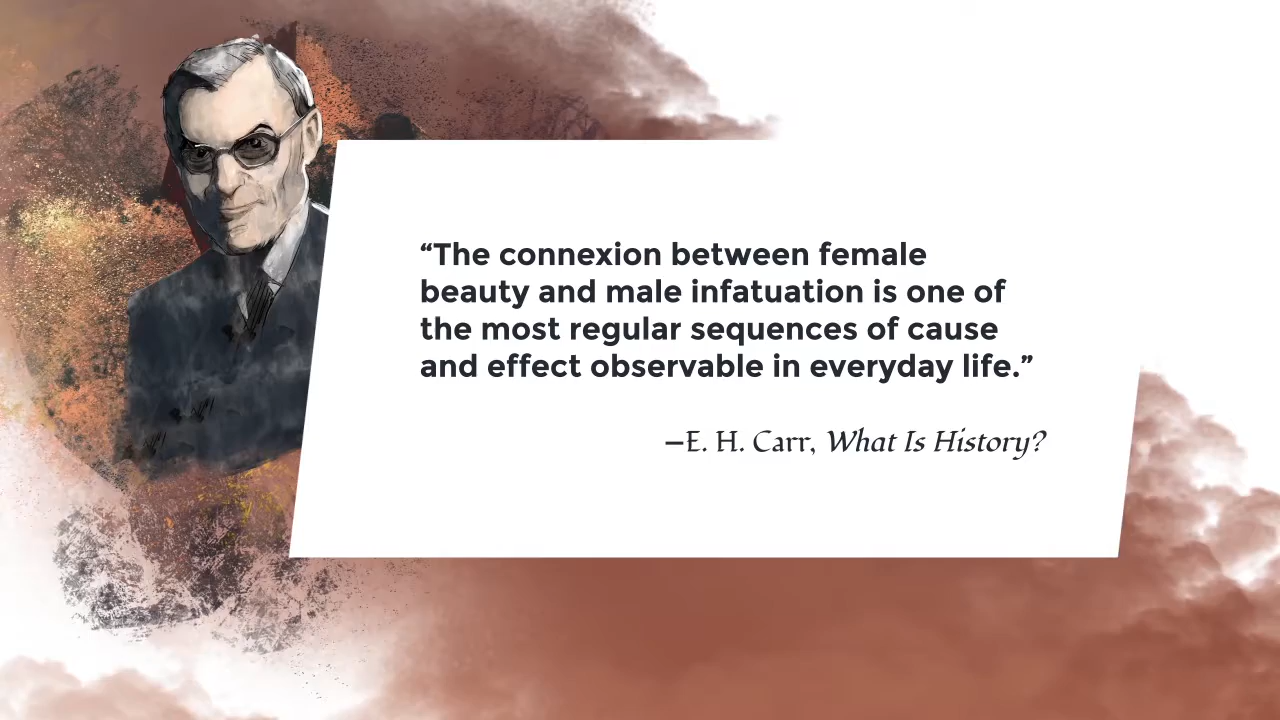 “The connexion between female
beauty and male infatuation is one of
the most regular sequences of cause
and effect observable in everyday life.”
—E. H. Carr, What Is History?